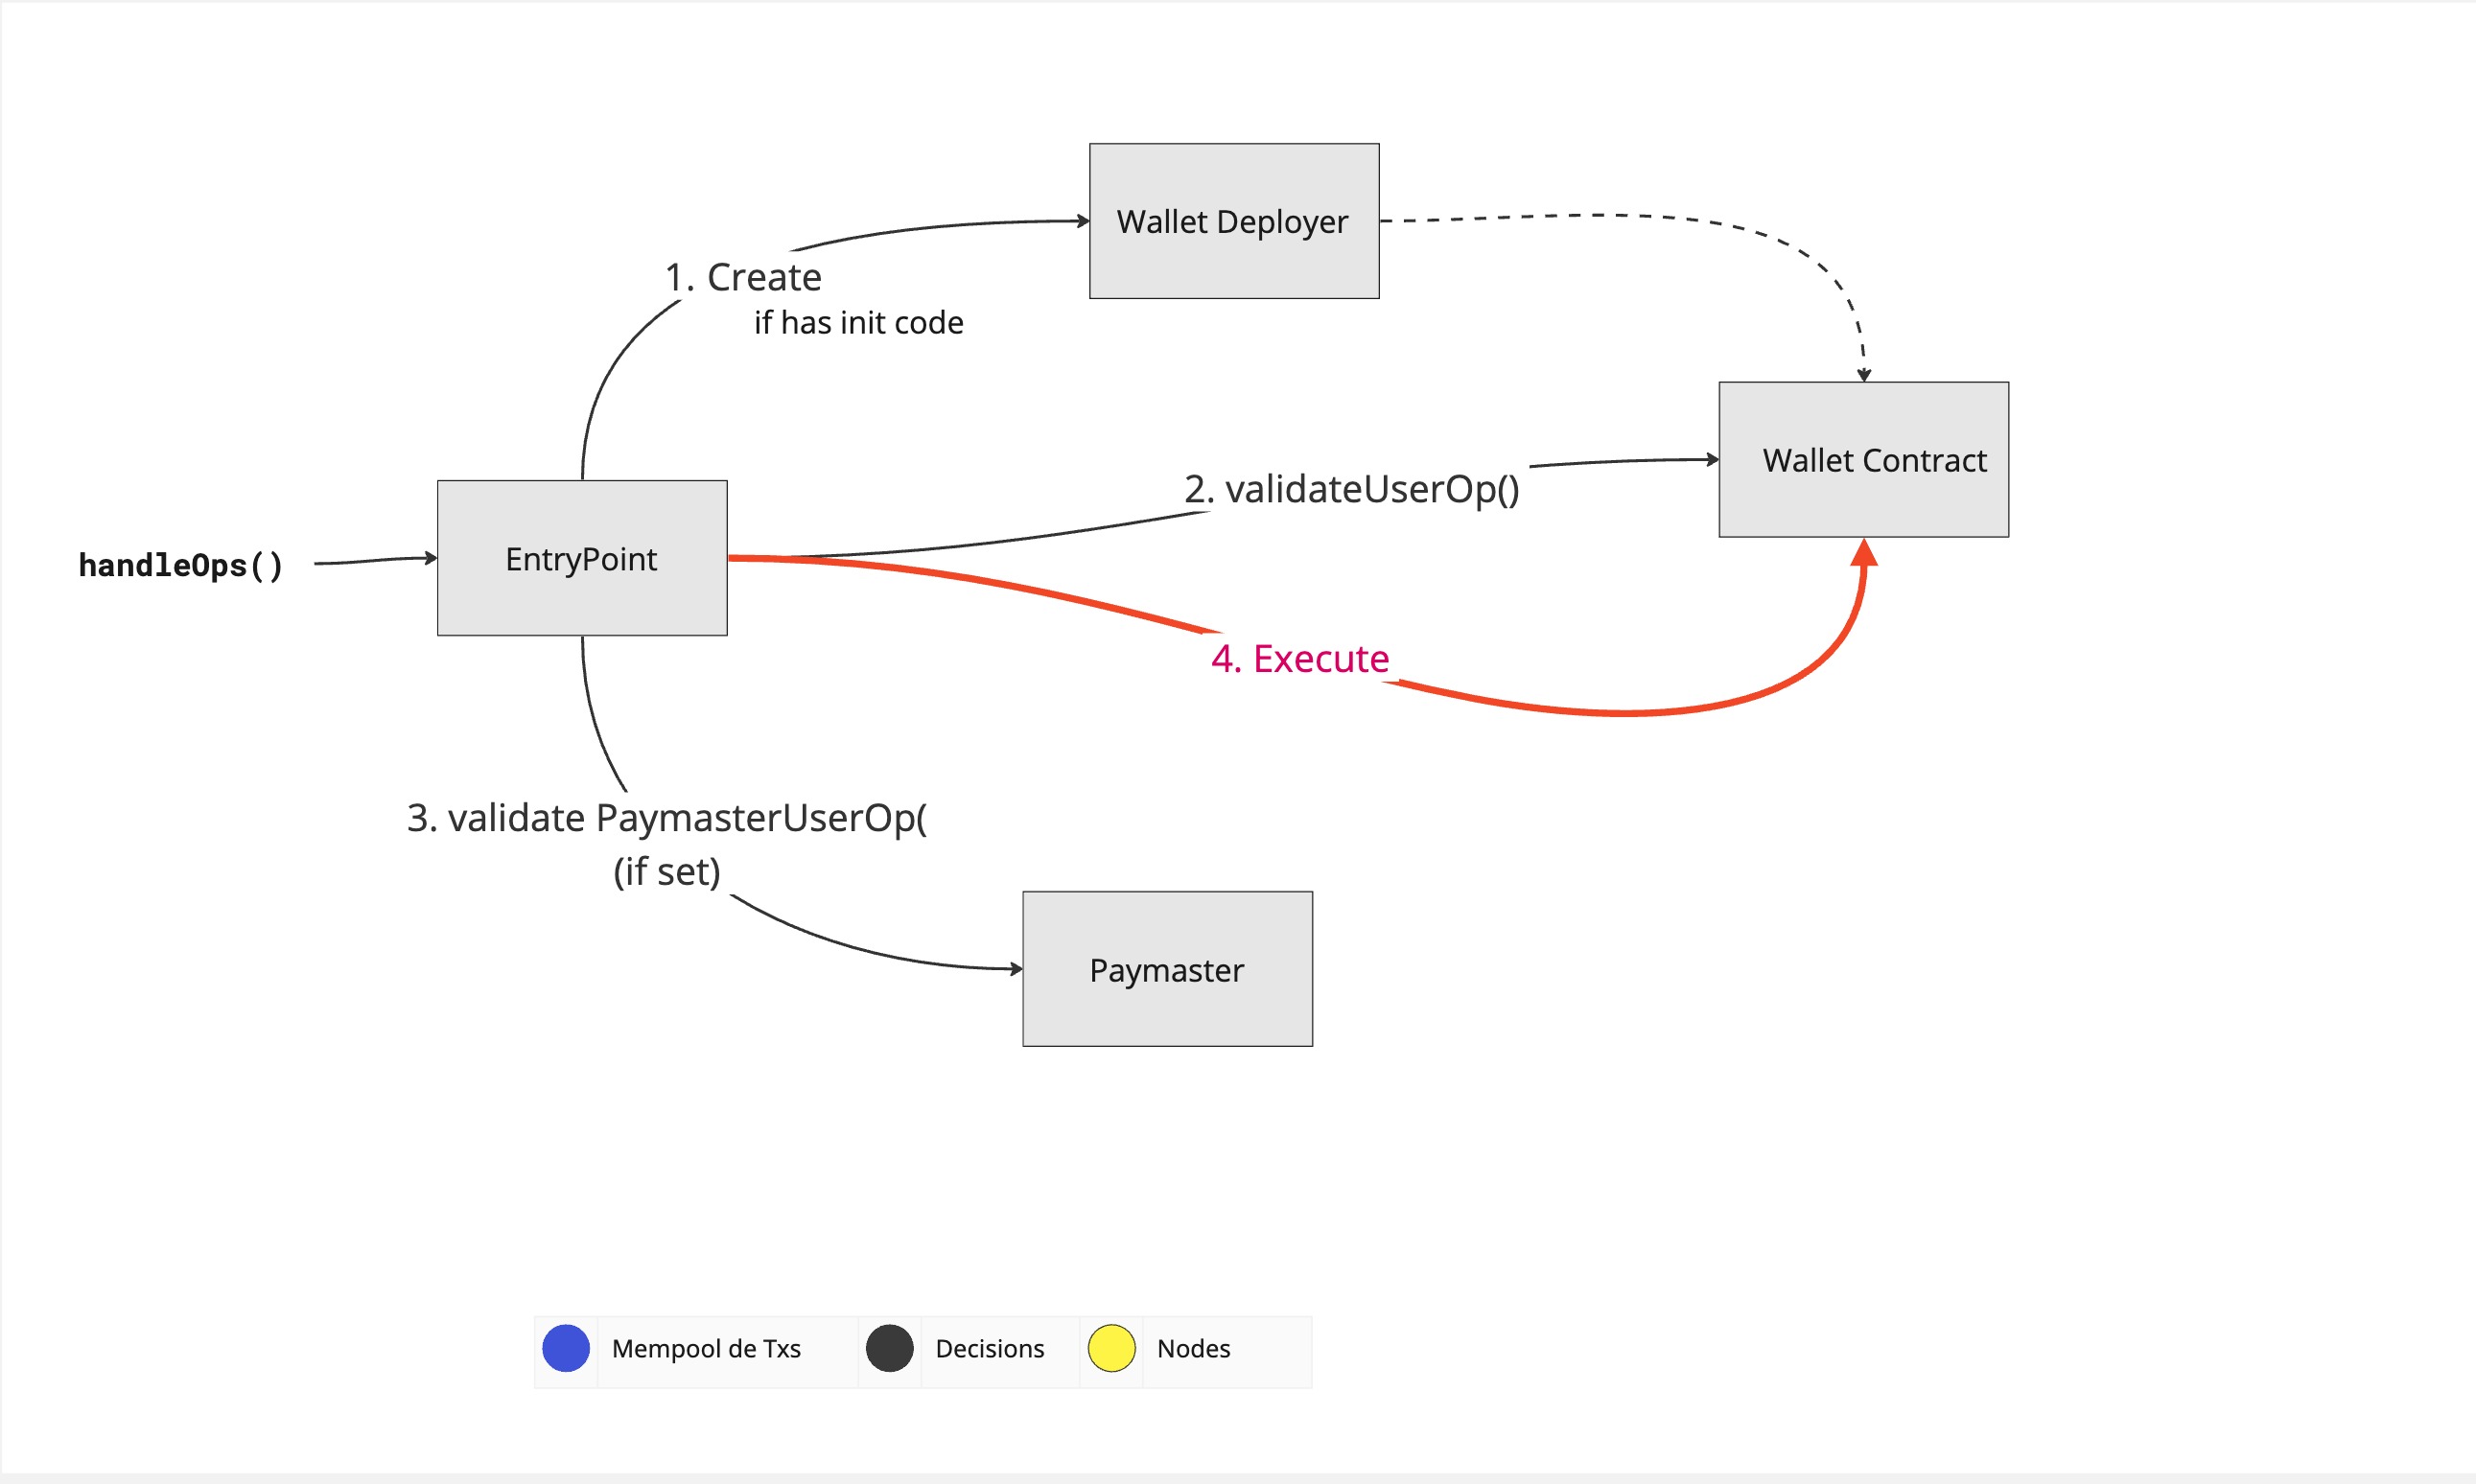 Wallet Deployer
1. Create
if has init code
Wallet Contract
2. validateUserOp()
handleOps()
EntryPoint
4. Execute
3. validate PaymasterUserOp(
(if set)
Paymaster
Mempool de Txs
Decisions
Nodes